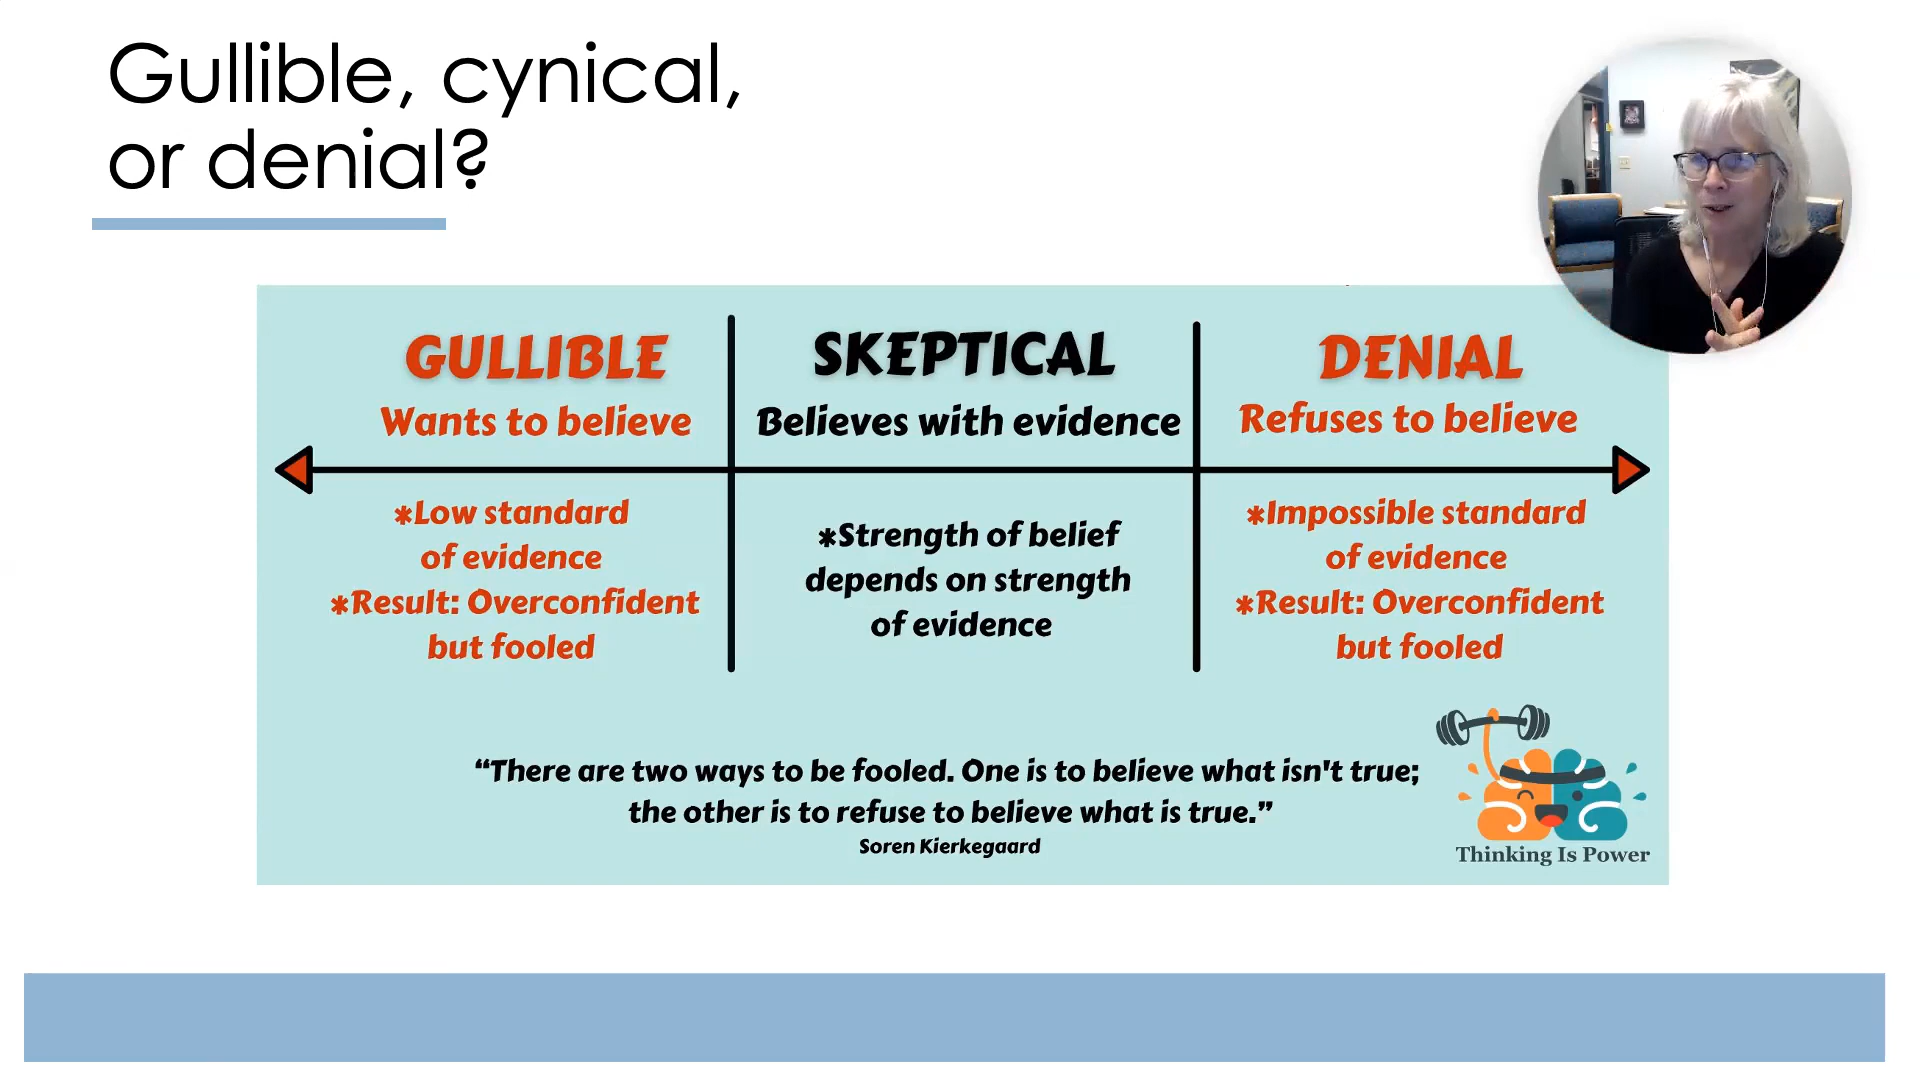 Gullible, cynical,
or denial?
GULLIBLE
Wants to believe
*Low standard
of evidence
*Result: Overconfident
but fooled
SKEPTICAL
Believes with evidence
*Strength of belief
depends on strength
of evidence
DENIAL
Refuses to believe
*Impossible standard
of evidence
*Result: Overconfident
but fooled
“There are two ways to be fooled. One is to believe what isn't true;
the other is to refuse to believe what is true.”
Soren Kierkegaard
Thinking Is Power